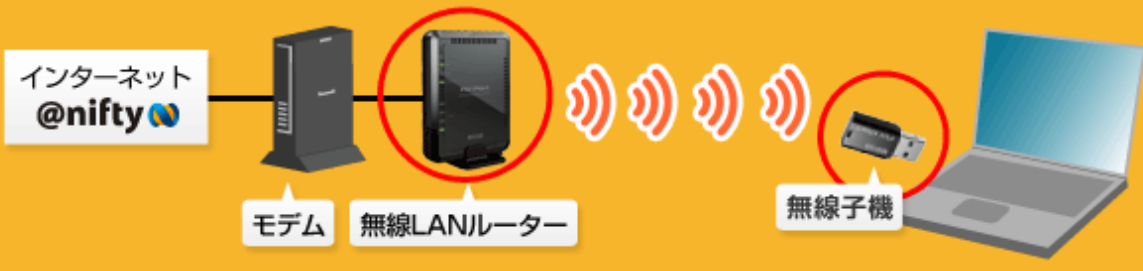 インターネット
@nifty
モデム
無線LANルーター
無線子機